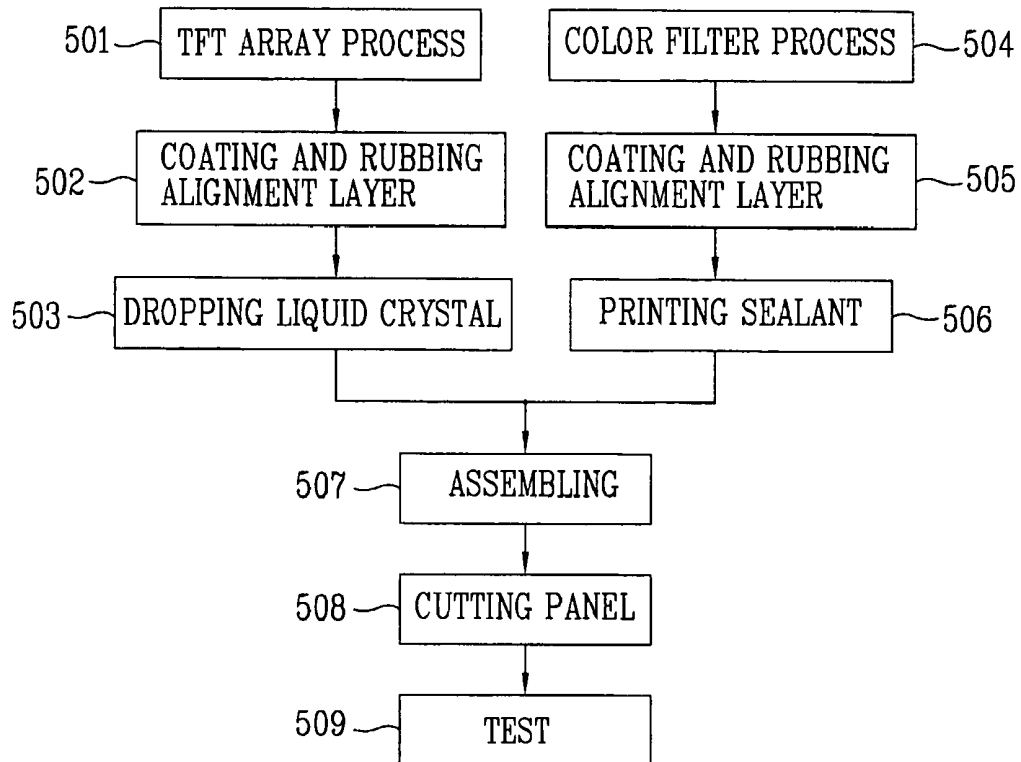 501
TFT ARRAY PROCESS
COLOR FILTER PROCESS
504
502
COATING AND RUBBING
ALIGNMENT LAYER
COATING AND RUBBING
ALIGNMENT LAYER
505
503
DROPPING LIQUID CRYSTAL
PRINTING SEALANT
506
507
ASSEMBLING
508
CUTTING PANEL
509
TEST